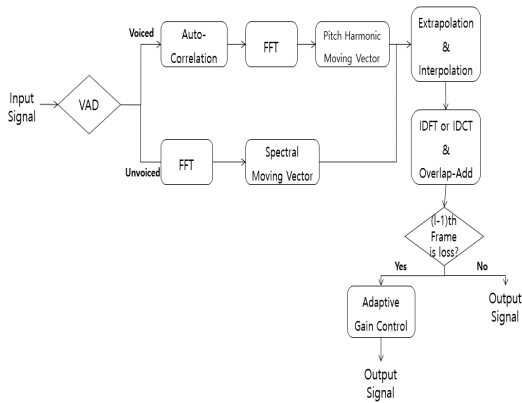 Voiced
Auto-
Correlation
FFT
Pitch Harmonic
Moving Vector
Extrapolation
&
Interpolation
Input
Signal
VAD
Unvoiced
FFT
Spectral
Moving Vector
IDFT or IDCT
&
Overlap-Add
(I-1)th
Frame
is loss?
Yes
No
Adaptive
Gain Control
Output
Signal
Output
Signal